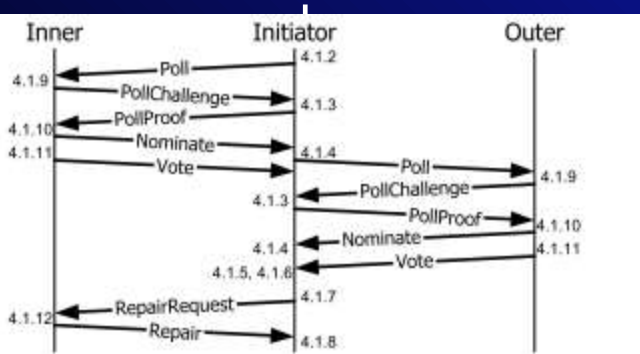 Inner Initiator Outer
4.1.2
Poll
4.1.9
PollChallenge
4.1.3
PollProof
4.1.10
Nominate
4.1.11
4.1.4
Vote
Poll
4.1.9
PollChallenge
4.1.3
PollProof
4.1.10
Nominate
4.1.4
4.1.11
Vote
4.1.5, 4.1.6
4.1.7
RepairRequest
4.1.12
Repair
4.1.8